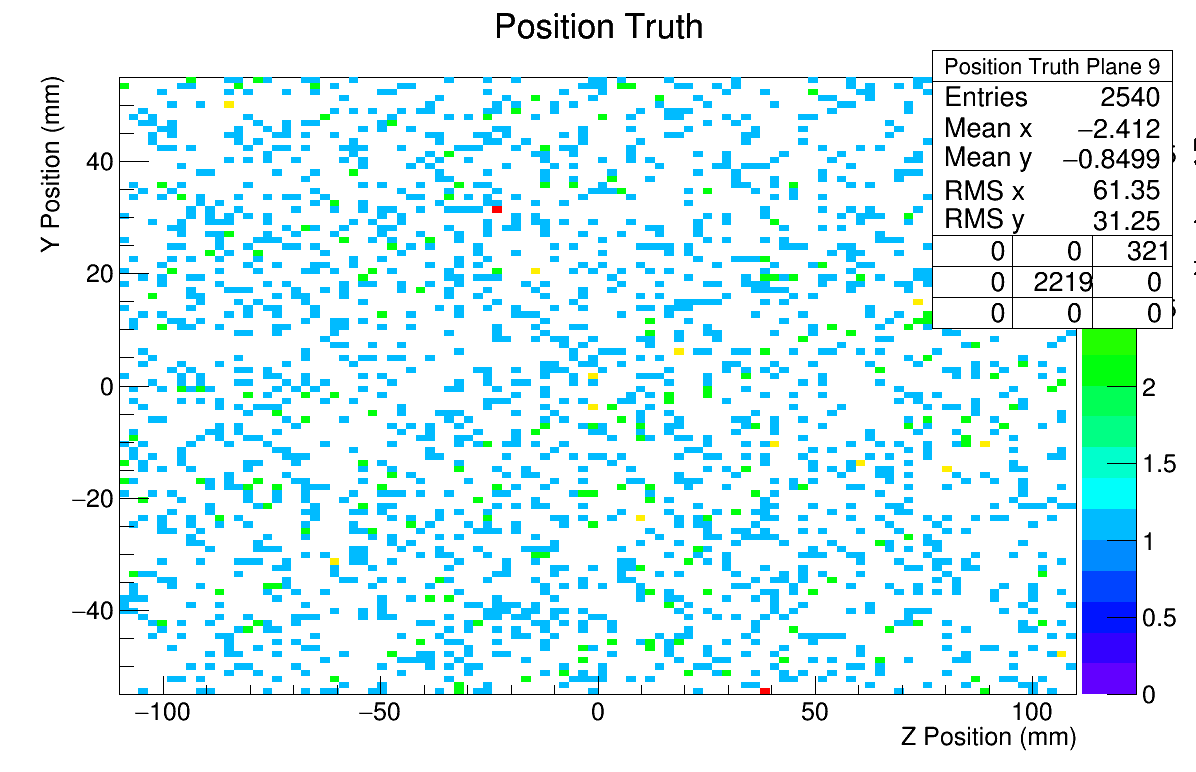 Position Truth
Position Truth Plane 9
Entries 2540
Mean x −2.412
Mean y −0.8499
RMS x 61.35
RMS y 31.25
0 0 321
0 2219 0
0 0 0
Y Position (mm)
40
20
0
−20
−40
2
1.5
1
0.5
0
−100 −50 0 50 100
Z Position (mm)